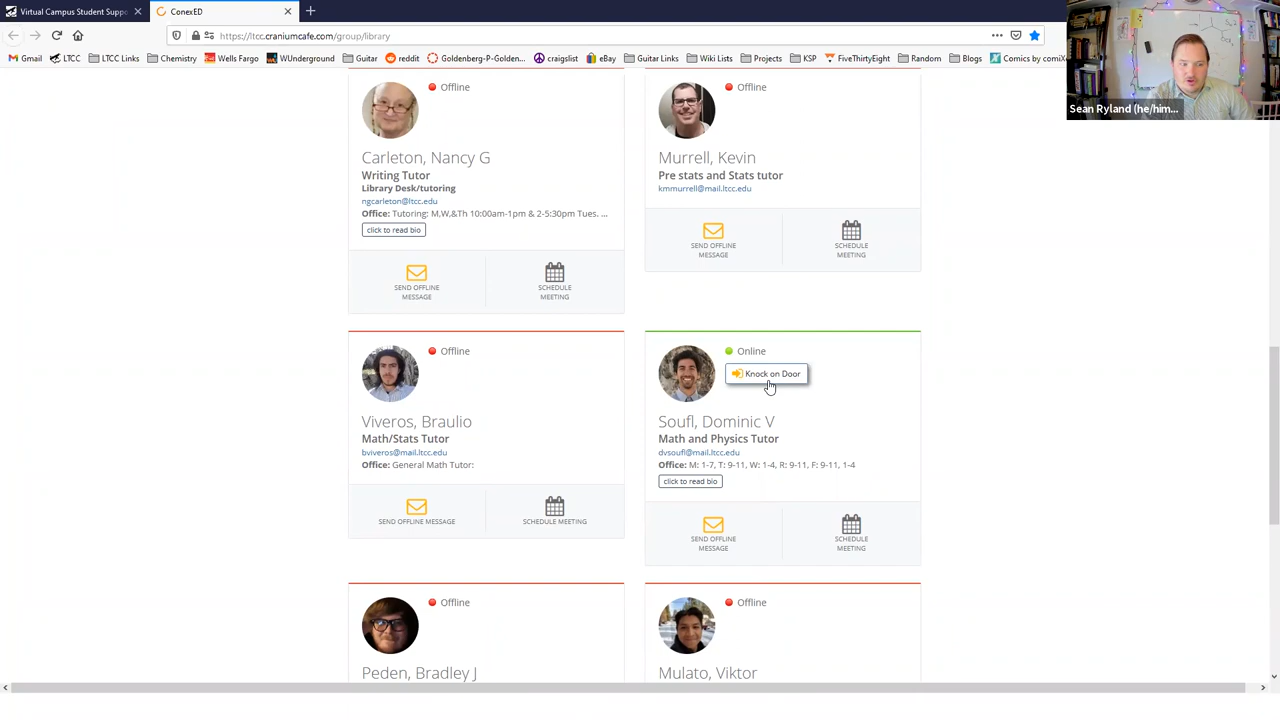 Virtual Campus Student Suppo
ConexED
https://ltcc.craniumcafe.com/group/library
Gmail
LTCC
LTCC Links
Chemistry
Wells Fargo
WUnderground
Guitar
reddit
Goldenberg-P-Golden...
craigslist
eBay
Guitar Links
Wiki Lists
Projects
KSP
FiveThirtyEight
Random
Blogs
Comics by comiX
Sean Ryland (he/him...
Offline
Carleton, Nancy G
Writing Tutor
Library Desk/tutoring
ngcarleton@ltcc.edu
Office: Tutoring: M,W,&Th 10:00am-1pm & 2-5:30pm Tues. ...
click to read bio
SEND OFFLINE
MESSAGE
SCHEDULE
MEETING
Offline
Murrell, Kevin
Pre stats and Stats tutor
kmmurrell@mail.ltcc.edu
SEND OFFLINE
MESSAGE
SCHEDULE
MEETING
Offline
Viveros, Braulio
Math/Stats Tutor
bviveros@mail.ltcc.edu
Office: General Math Tutor:
SEND OFFLINE MESSAGE
SCHEDULE MEETING
Online
Knock on Door
Soufl, Dominic V
Math and Physics Tutor
dvsoufl@mail.ltcc.edu
Office: M: 1-7, T: 9-11, W: 1-4, R: 9-11, F: 9-11, 1-4
click to read bio
SEND OFFLINE
MESSAGE
SCHEDULE
MEETING
Offline
Peden, Bradley J
Offline
Mulato, Viktor